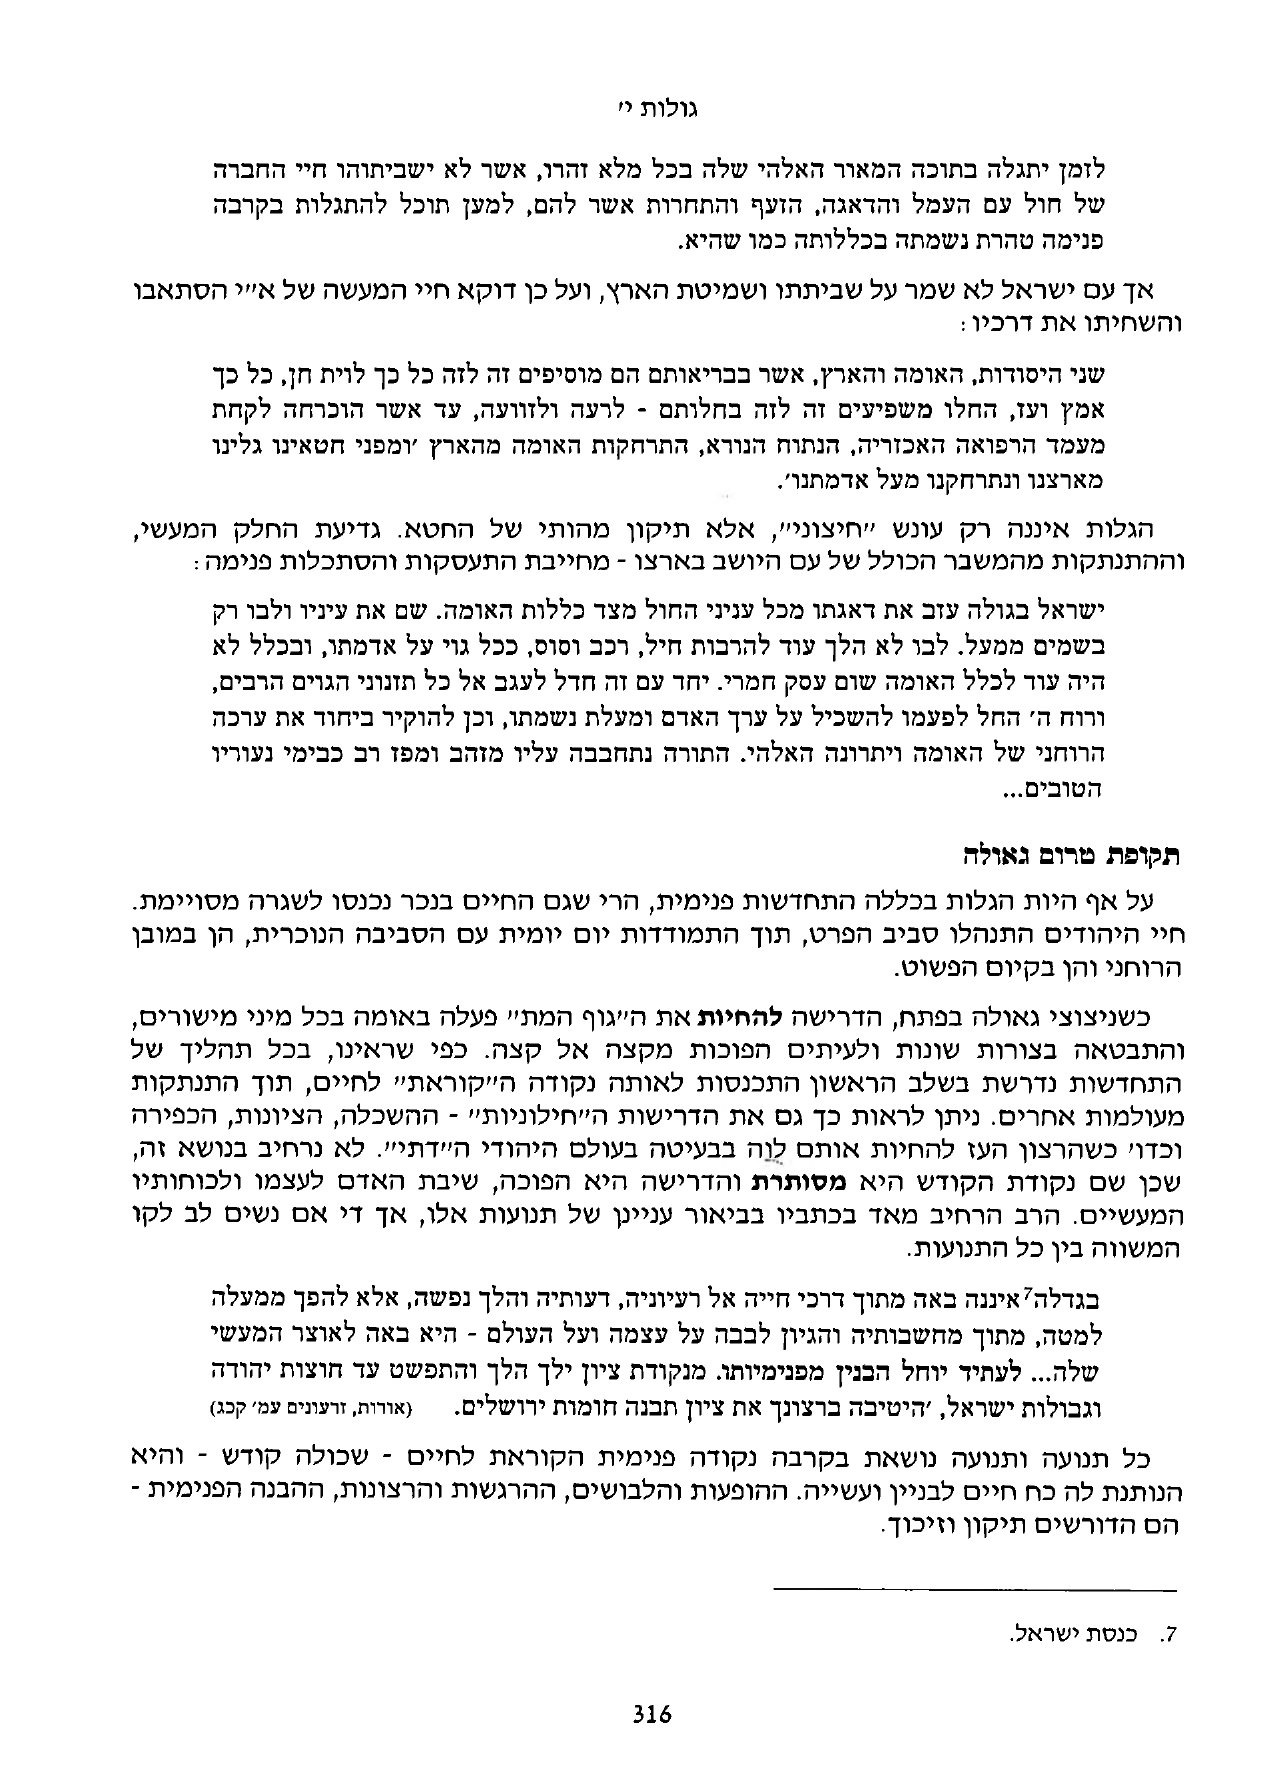 גולות י׳
לזמן יתגלה בתוכה המאור האלהי שלה בכל מלא זהרו, אשר לא ישביתוהו חיי החברה
של חול עם העמל והדאגה, הזעף והתחרות אשר להם, למען תוכל להתגלות בקרבה
פנימה טהרת נשמתה בכללותה כמו שהיא.
אך עם ישראל לא שמר על שביתתו ושמיטת הארץ, ועל כן דוקא חיי המעשה של א״י הסתאבו
והשחיתו את דרכיו:
שני היסודות, האומה והארץ, אשר בבריאותם הם מוסיפים זה לזה כל כך לוית חן, כל כך
אמץ ועז, החלו משפיעים זה לזה בחלותם - לרעה ולזוועה, עד אשר הוכרחה לקחת
מעמד הרפואה האכזריה, הנתוח הנורא, התרחקות האומה מהארץ ׳ומפני חטאינו גלינו
מארצנו ונתרחקנו מעל אדמתנו׳.
הגלות איננה רק עונש ״חיצוני״, אלא תיקון מהותי של החטא. גדיעת החלק המעשי,
וההתנתקות מהמשבר הכולל של עם היושב בארצו - מחייבת התעסקות והסתכלות פנימה:
ישראל בגולה עזב את דאגתו מכל עניני החול מצד כללות האומה. שם את עיניו ולבו רק
בשמים ממעל. לבו לא הלך עוד להרבות חיל, רכב וסוס, ככל גוי על אדמתו, ובכלל לא
היה עוד לכלל האומה שום עסק חמרי. יחד עם זה חדל לעגב אל כל תזנוני הגוים הרבים,
ורוח ה׳ החל לפעמו להשכיל על ערך האדם ומעלת נשמתו, וכן להוקיר ביחוד את ערכה
הרוחני של האומה ויתרונה האלהי. התורה נתחבבה עליו מזהב ומפז רב כבימי נעוריו
הטובים...
תקופת טרום גאולה
על אף היות הגלות בכללה התחדשות פנימית, הרי שגם החיים בנכר נכנסו לשגרה מסויימת.
חיי היהודים התנהלו סביב הפרט, תוך התמודדות יום יומית עם הסביבה הנוכרית, הן במובן
הרוחני והן בקיום הפשוט.
כשניצוצי גאולה בפתח, הדרישה להחיות את ה״גוף המת״ פעלה באומה בכל מיני מישורים,
והתבטאה בצורות שונות ולעיתים הפוכות מקצה אל קצה. כפי שראינו, בכל תהליך של
התחדשות נדרשת בשלב הראשון התכנסות לאותה נקודה ה״קוראת״ לחיים, תוך התנתקות
מעולמות אחרים. ניתן לראות כך גם את הדרישות ה״חילוניות״ - ההשכלה, הציונות, הכפירה
וכדו׳ כשהרצון העז להחיות אותם לוה בבעיטה בעולם היהודי ה״דתי״. לא נרחיב בנושא זה,
שכן שם נקודת הקודש היא מסותרת והדרישה היא הפוכה, שיבת האדם לעצמו ולכוחותיו
המעשיים. הרב הרחיב מאד בכתביו בביאור עניינן של תנועות אלו, אך די אם נשים לב לקו
המשווה בין כל התנועות.
בגדלה7 איננה באה מתוך דרכי חייה אל רעיוניה, דעותיה והלך נפשה, אלא להפך ממעלה
למטה, מתוך מחשבותיה והגיון לבבה על עצמה ועל העולם - היא באה לאוצר המעשי
שלה... לעתיד יוחל הבנין מפנימיותו. מנקודת ציון ילך הלך והתפשט עד חוצות יהודה
וגבולות ישראל, ׳היטיבה ברצונך את ציון תבנה חומות ירושלים. (אורות, זרעונים עמ׳ קכג)
כל תנועה ותנועה נושאת בקרבה נקודה פנימית הקוראת לחיים - שכולה קודש - והיא
הנותנת לה כח חיים לבניין ועשייה. ההופעות והלבושים, ההרגשות והרצונות, ההבנה הפנימית -
הם הדורשים תיקון וזיכוך.
7. כנסת ישראל.
316